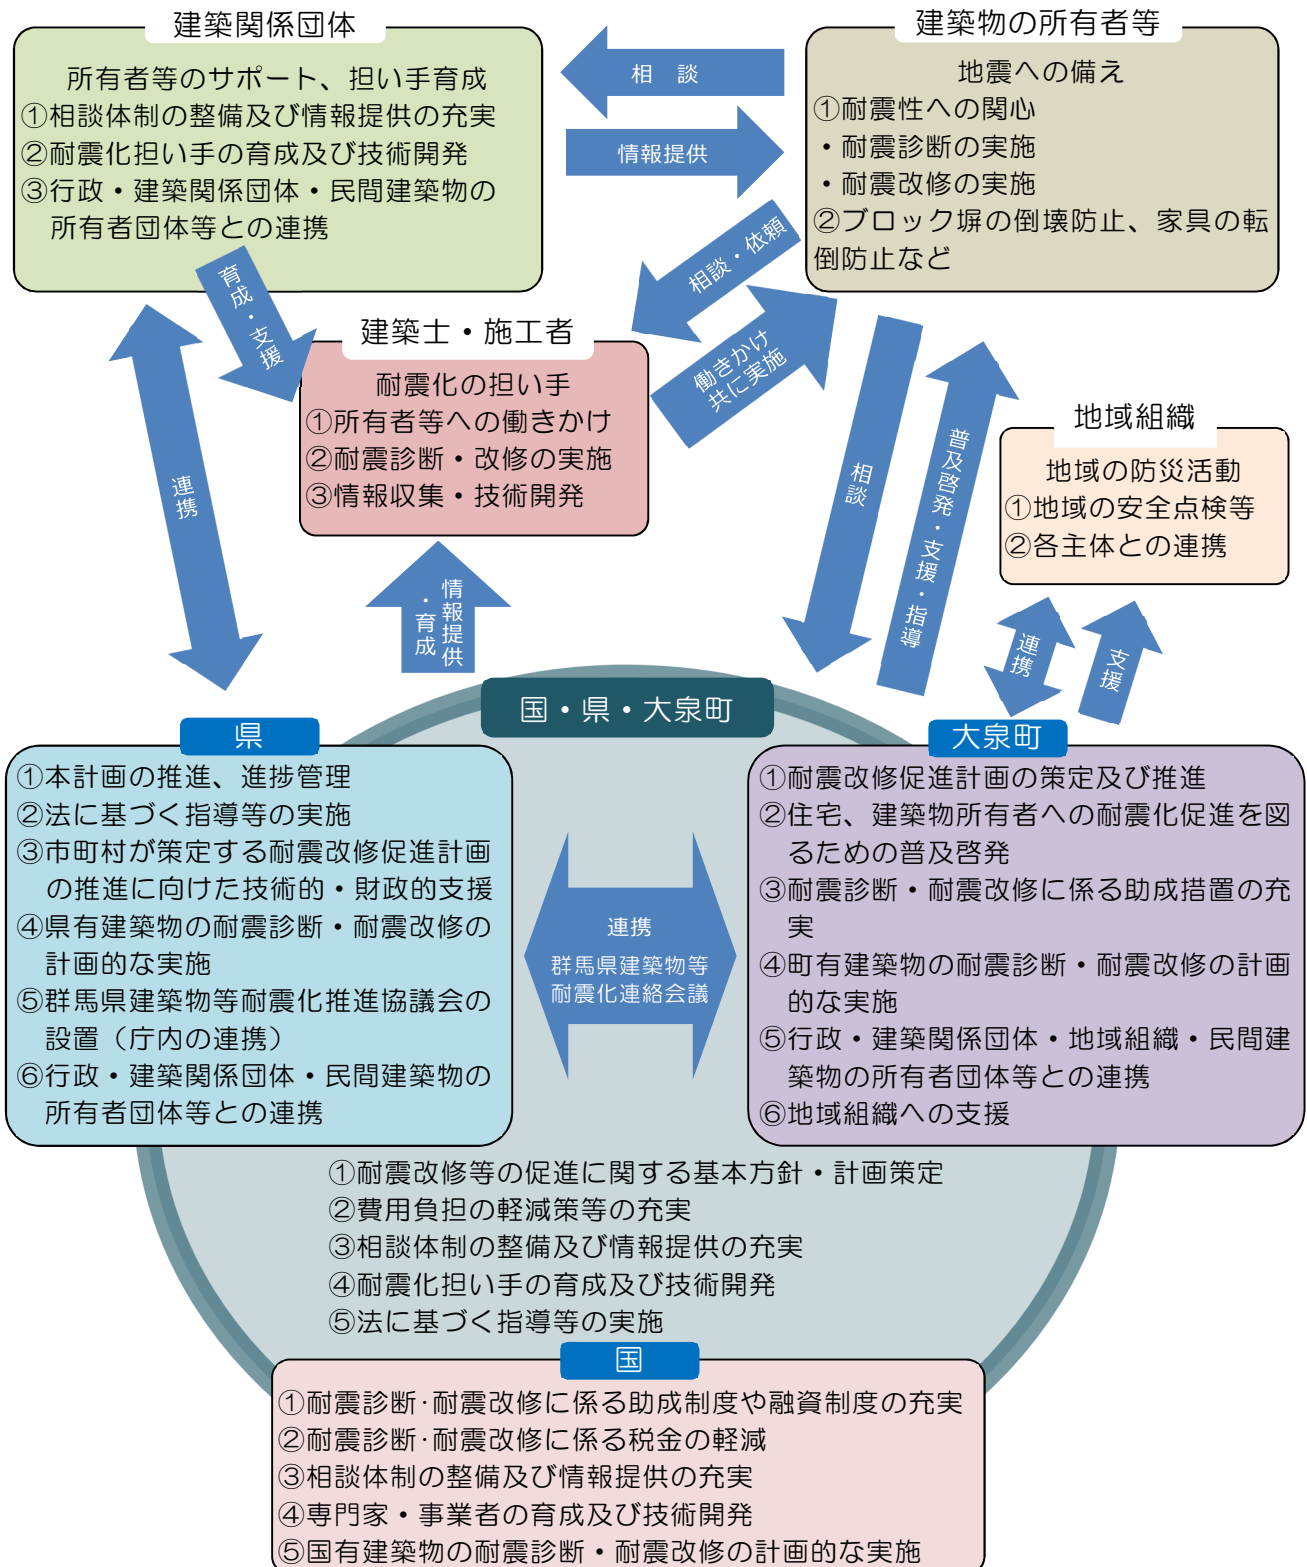 建築関係団体
所有者等のサポート、担い手育成
①相談体制の整備及び情報提供の充実
②耐震化担い手の育成及び技術開発
③行政・建築関係団体・民間建築物の
所有者団体等との連携
相　談
情報提供
建築物の所有者等
地震への備え
①耐震性への関心
・耐震診断の実施
・耐震改修の実施
②ブロック塀の倒壊防止、家具の転
倒防止など
育成・支援
相談・依頼
働きかけ
共に実施
建築士・施工者
耐震化の担い手
①所有者等への働きかけ
②耐震診断・改修の実施
③情報収集・技術開発
連携
情報提供
・育成
相談
普及啓発・支援・指導
地域組織
地域の防災活動
①地域の安全点検等
②各主体との連携
連携
支援
国・県・大泉町
県
①本計画の推進、進捗管理
②法に基づく指導等の実施
③市町村が策定する耐震改修促進計画
の推進に向けた技術的・財政的支援
④県有建築物の耐震診断・耐震改修の
計画的な実施
⑤群馬県建築物等耐震化推進協議会の
設置（庁内の連携）
⑥行政・建築関係団体・民間建築物の
所有者団体等との連携
連携
群馬県建築物等
耐震化連絡会議
大泉町
①耐震改修促進計画の策定及び推進
②住宅、建築物所有者への耐震化促進を図
るための普及啓発
③耐震診断・耐震改修に係る助成措置の充
実
④町有建築物の耐震診断・耐震改修の計画
的な実施
⑤行政・建築関係団体・地域組織・民間建
築物の所有者団体等との連携
⑥地域組織への支援
①耐震改修等の促進に関する基本方針・計画策定
②費用負担の軽減策等の充実
③相談体制の整備及び情報提供の充実
④耐震化担い手の育成及び技術開発
⑤法に基づく指導等の実施
国
①耐震診断･耐震改修に係る助成制度や融資制度の充実
②耐震診断･耐震改修に係る税金の軽減
③相談体制の整備及び情報提供の充実
④専門家・事業者の育成及び技術開発
⑤国有建築物の耐震診断・耐震改修の計画的な実施